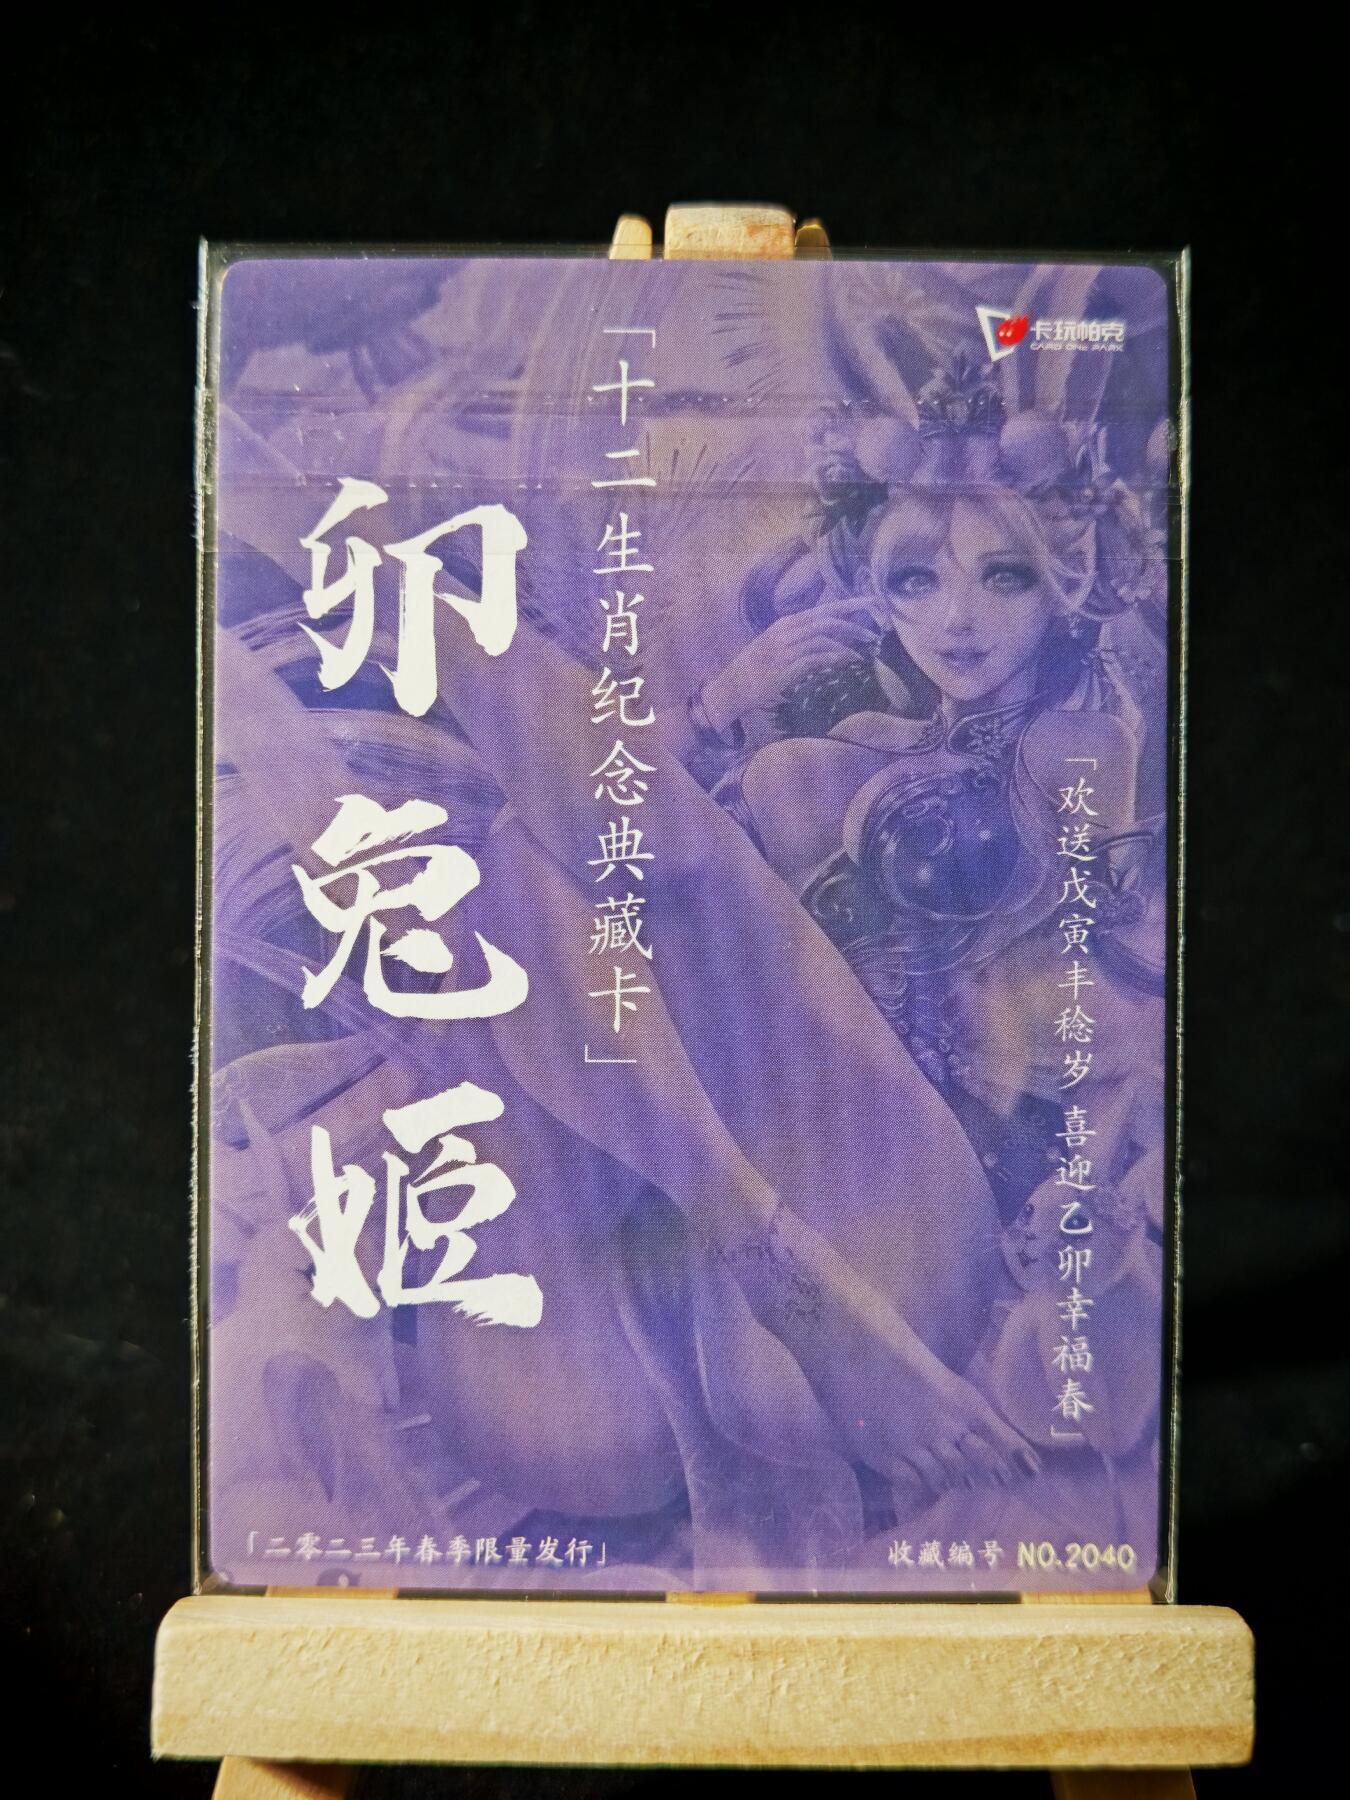 卡玩帕克
CARD ONE PARK
「十二生肖纪念典藏卡」
卯兔姬
「欢送戊寅丰稔岁 喜迎乙卯幸福春」
「二零二三年春季限量发行」
收藏编号 NO.2040